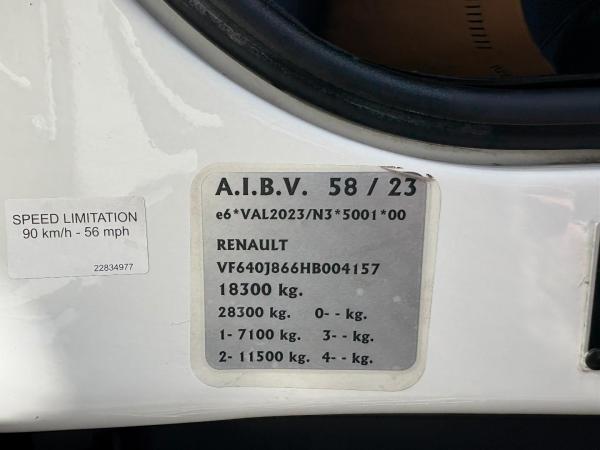 SPEED LIMITATION
90 km/h - 56 mph
22834977
A.I.B.V. 58 / 23
e6*VAL2023/N3*5001*00
RENAULT
VF640J866HB004157
18300 kg.
28300 kg. 0- - kg.
1- 7100 kg. 3- - kg.
2- 11500 kg. 4- - kg.